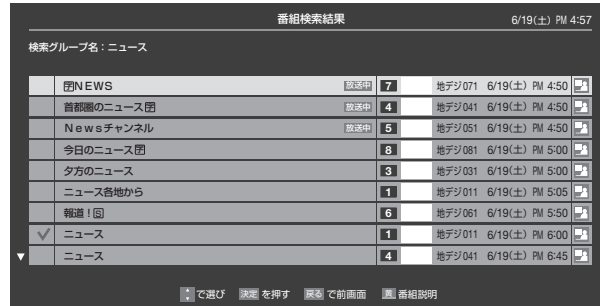 番組検索結果 6/19(土) PM 4:57
検索グループ名：ニュース
字NEWS 放送中 7 地デジ071 6/19(土) PM 4:50
首都圏のニュース字 放送中 4 地デジ041 6/19(土) PM 4:50
Newsチャンネル 放送中 5 地デジ051 6/19(土) PM 4:50
今日のニュース字 8 地デジ081 6/19(土) PM 5:00
夕方のニュース 3 地デジ031 6/19(土) PM 5:00
ニュース各地から 1 地デジ011 6/19(土) PM 5:05
報道！S 6 地デジ061 6/19(土) PM 5:50
ニュース 1 地デジ011 6/19(土) PM 6:00
ニュース 4 地デジ041 6/19(土) PM 6:45
で選び 決定 を押す 戻る で前画面 黄 番組説明